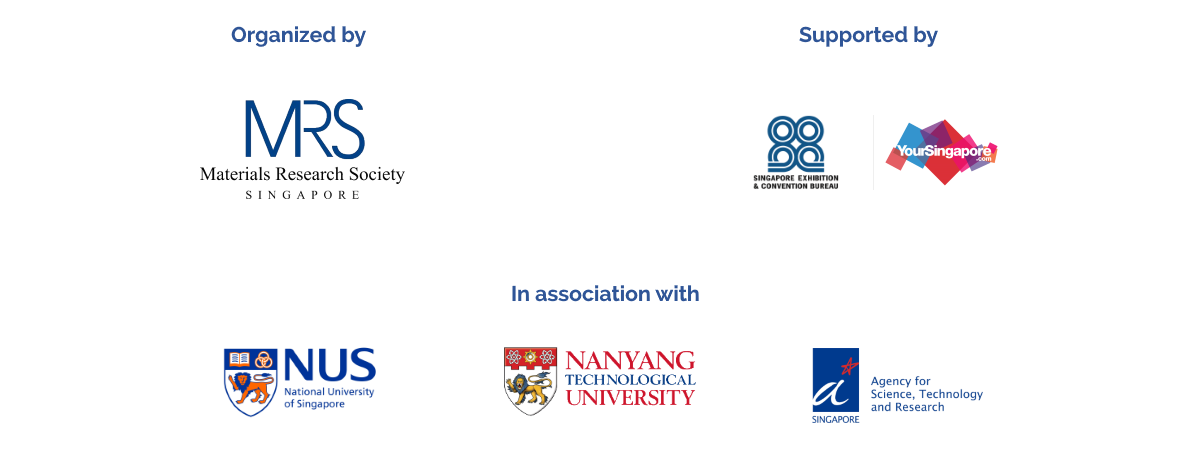 Organized by
Supported by
MRS
Materials Research Society
SINGAPORE
SINGAPORE EXHIBITION
& CONVENTION BUREAU
YourSingapore
.com
In association with
NUS
National University
of Singapore
NANYANG
TECHNOLOGICAL
UNIVERSITY
a
SINGAPORE
Agency for
Science, Technology
and Research